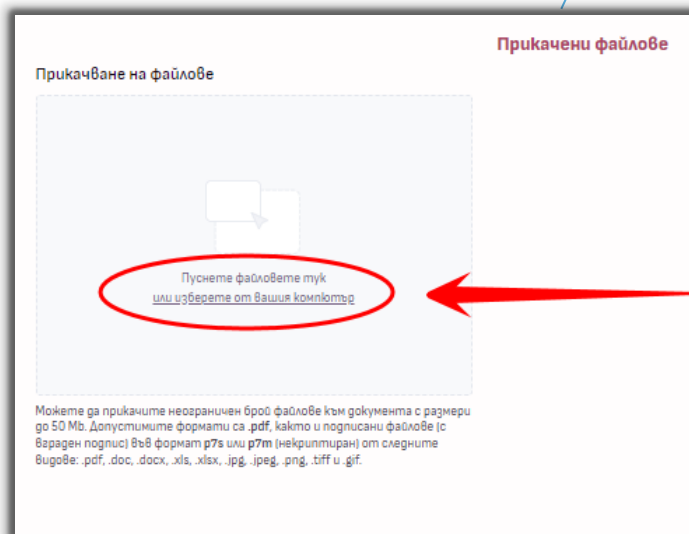 Прикачени файлове
Прикачване на файлове
Пуснете файловете тук
или изберете от вашия компютър
Можете да прикачите неограничен брой файлове към документа с размери
до 50 Mb. Допустимите формати са .pdf, както и подписани файлове (с
вграден подпис) във формат p7s или p7m (некриптиран) от следните
видове: .pdf, .doc, .docx, .xls, .xlsx, .jpg, .jpeg, .png, .tiff и .gif.